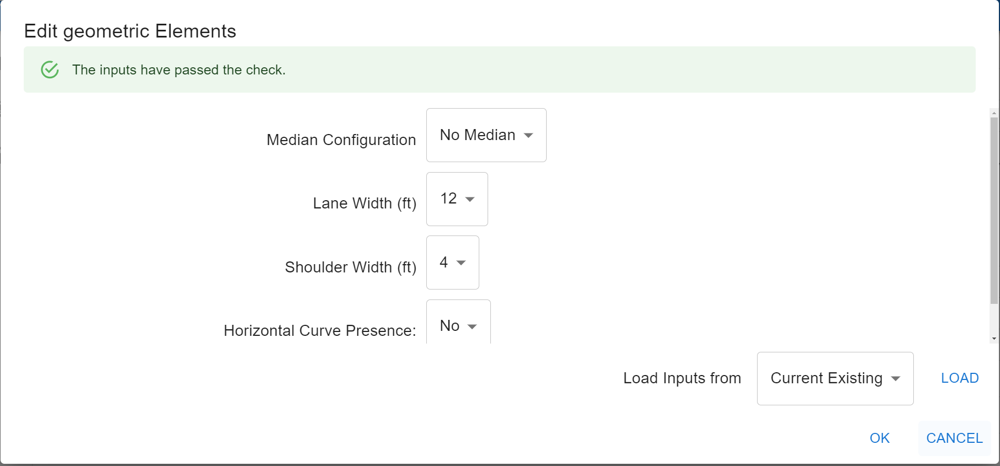 Edit geometric Elements
The inputs have passed the check.
Median Configuration No Median
Lane Width (ft) 12
Shoulder Width (ft) 4
Horizontal Curve Presence: No
Load Inputs from Current Existing LOAD
OK CANCEL